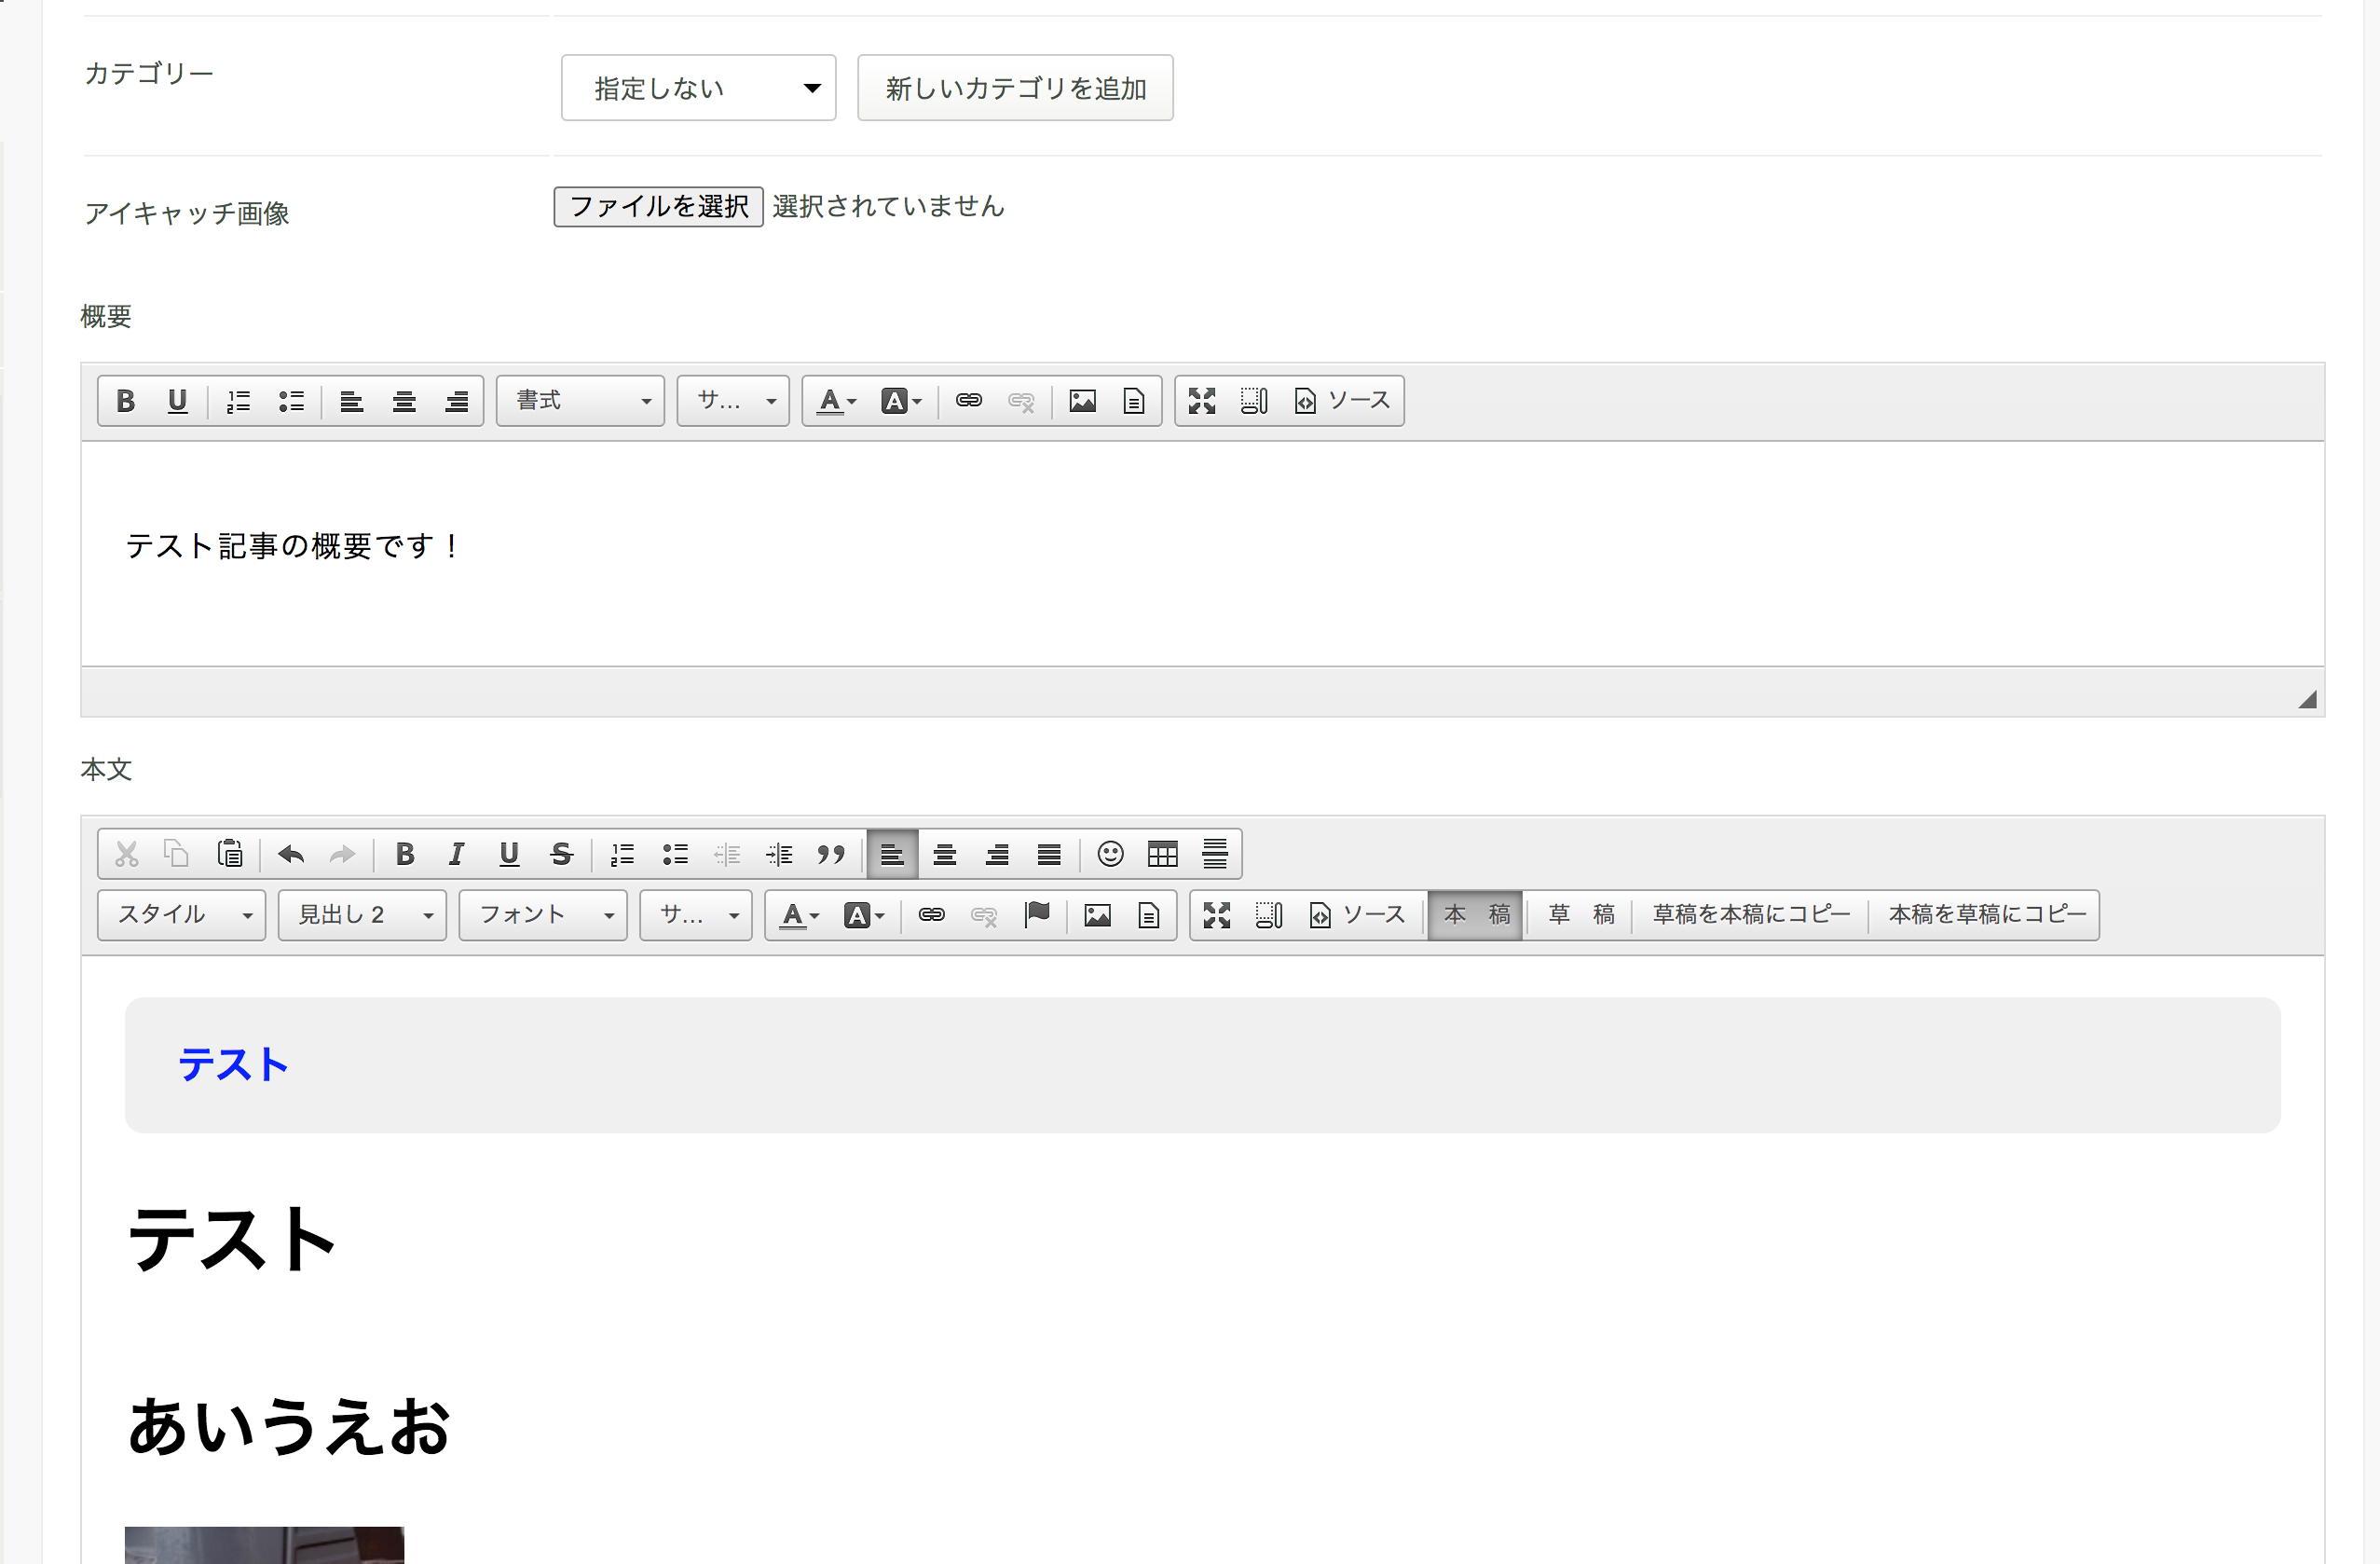 カテゴリー
指定しない 新しいカテゴリを追加
アイキャッチ画像
ファイルを選択 選択されていません
概要
B U 書式 サ... A A ソース
テスト記事の概要です！
本文
B I U S
スタイル 見出し 2 フォント サ... A A ソース 本　稿 草　稿 草稿を本稿にコピー 本稿を草稿にコピー
テスト
テスト
あいうえお